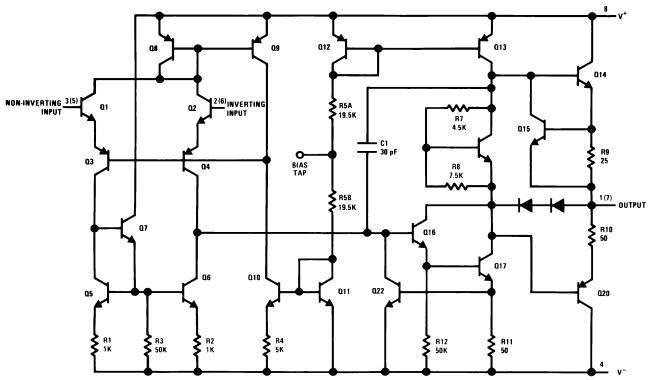 8 V+
Q8
Q9
Q12
Q13
Q14
NON-INVERTING
INPUT
3(5)
Q1
Q2
2(6)
INVERTING
INPUT
R5A
19.5K
R7
4.5K
Q15
C1
30 pF
R9
25
Q3
Q4
BIAS
TAP
R8
7.5K
R5B
19.5K
1(7)
OUTPUT
Q7
Q16
R10
50
Q5
Q6
Q10
Q11
Q22
Q17
Q20
R1
1K
R3
50K
R2
1K
R4
5K
R12
50K
R11
50
4
V-